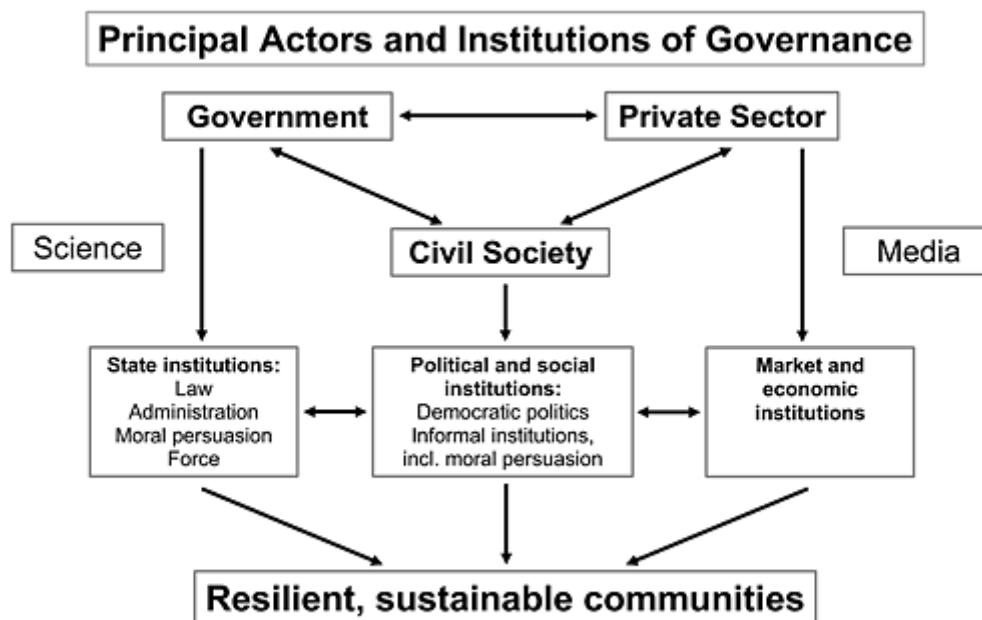 Principal Actors and Institutions of Governance
Government
Private Sector
Science
Civil Society
Media
State institutions:
Law
Administration
Moral persuasion
Force
Political and social
institutions:
Democratic politics
Informal institutions,
incl. moral persuasion
Market and
economic
institutions
Resilient, sustainable communities